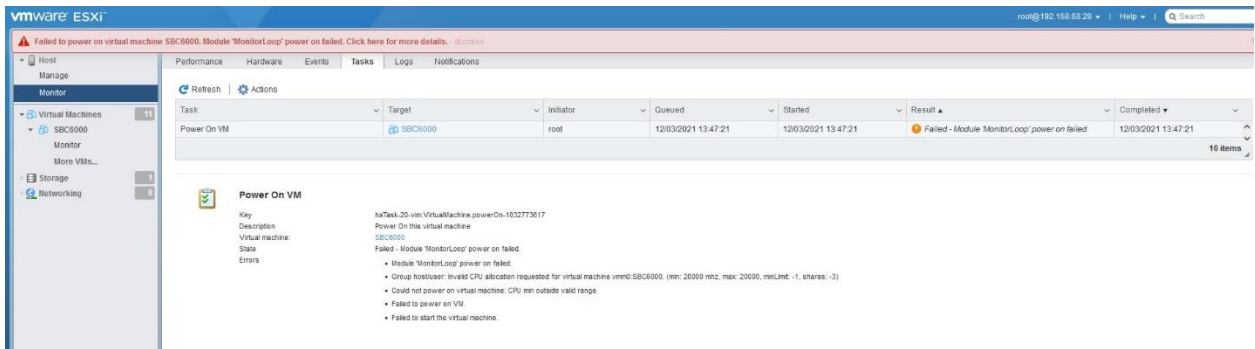 vmware ESXi™
root@192.168.68.28 | Help | Search
Failed to power on virtual machine SBC6000. Module 'MonitorLoop' power on failed. Click here for more details. - dismiss
Host
Manage
Monitor
Virtual Machines 11
SBC6000
Monitor
More VMs...
Storage 1
Networking 8
Performance Hardware Events Tasks Logs Notifications
Refresh | Actions
Task Target Initiator Queued Started Result Completed
Power On VM SBC6000 root 12/03/2021 13:47:21 12/03/2021 13:47:21 Failed - Module 'MonitorLoop' power on failed. 12/03/2021 13:47:21
16 items
Power On VM
Key haTask-20-vim.VirtualMachine.powerOn-1032773617
Description Power On this virtual machine
Virtual machine: SBC6000
State Failed - Module 'MonitorLoop' power on failed.
Errors
• Module 'MonitorLoop' power on failed.
• Group host/user: Invalid CPU allocation requested for virtual machine vmm0:SBC6000. (min: 20000 mhz, max: 20000, minLimit: -1, shares: -3)
• Could not power on virtual machine: CPU min outside valid range.
• Failed to power on VM.
• Failed to start the virtual machine.